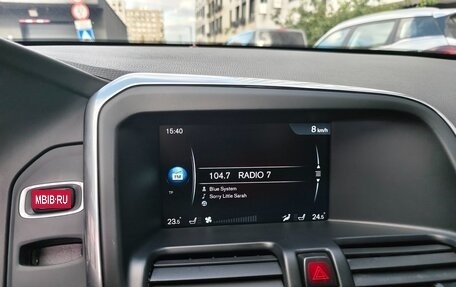 15:40
8 km/h
FM
104.7 RADIO 7
TP
Blue System
Sorry Little Sarah
23.5°
24.5°
MBIB·RU